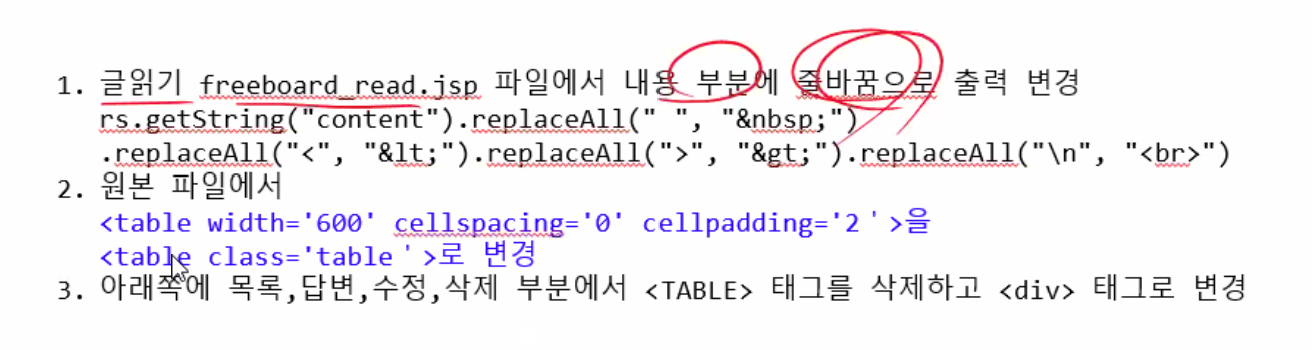 1. 글읽기 freeboard_read.jsp 파일에서 내용 부분에 줄바꿈으로 출력 변경
rs.getString("content").replaceAll(" ", "&nbsp;")
.replaceAll("<", "&lt;").replaceAll(">", "&gt;").replaceAll("\n", "<br>")
2. 원본 파일에서
<table width='600' cellspacing='0' cellpadding='2'>을
<table class='table'>로 변경
3. 아래쪽에 목록,답변,수정,삭제 부분에서 <TABLE> 태그를 삭제하고 <div> 태그로 변경